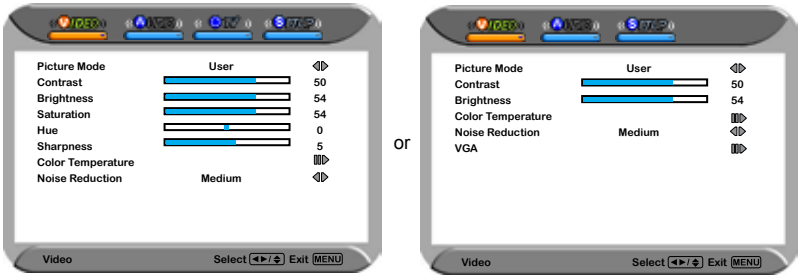 VIDEO
Picture Mode User
Contrast 50
Brightness 54
Saturation 54
Hue 0
Sharpness 5
Color Temperature
Noise Reduction Medium
Video Select ◀▶/⬍ Exit MENU
or
VIDEO
Picture Mode User
Contrast 50
Brightness 54
Color Temperature
Noise Reduction Medium
VGA
Video Select ◀▶/⬍ Exit MENU